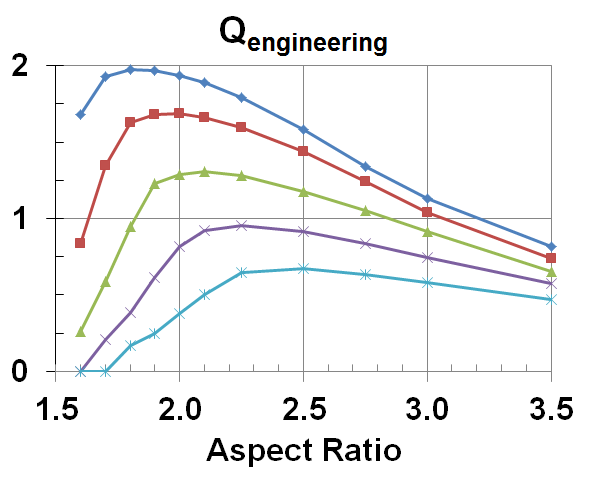 Qengineering
2
1
0
1.5 2.0 2.5 3.0 3.5
Aspect Ratio